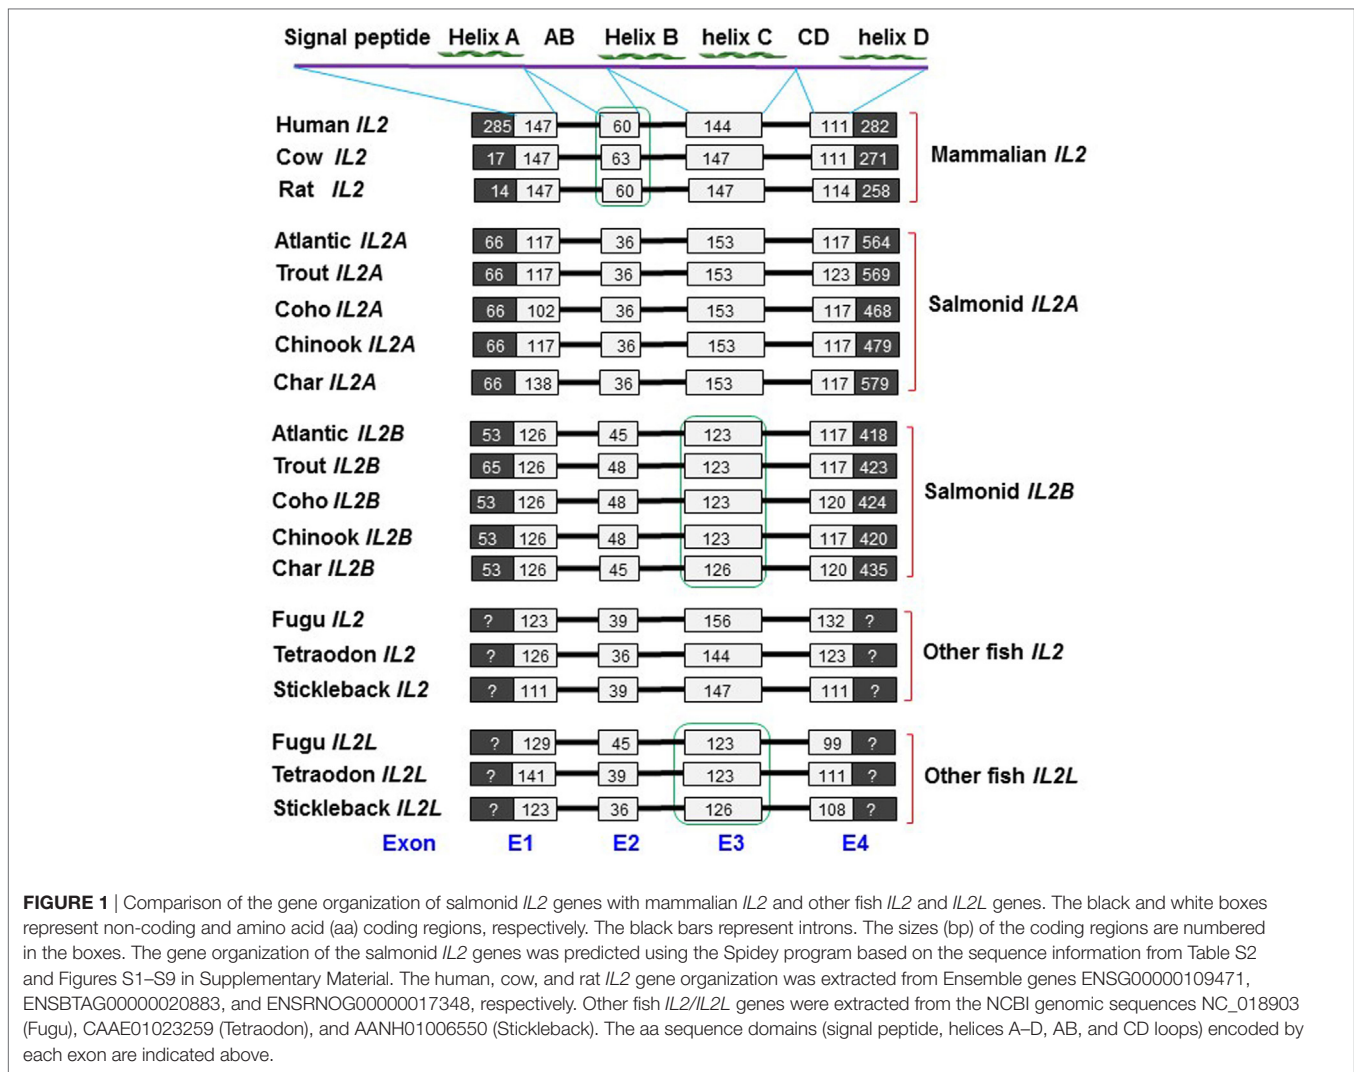 Signal peptide Helix A AB Helix B helix C CD helix D
Human IL2 285 147 60 144 111 282
Cow IL2 17 147 63 147 111 271
Rat IL2 14 147 60 147 114 258
Mammalian IL2
Atlantic IL2A 66 117 36 153 117 564
Trout IL2A 66 117 36 153 123 569
Coho IL2A 66 102 36 153 117 468
Chinook IL2A 66 117 36 153 117 479
Char IL2A 66 138 36 153 117 579
Salmonid IL2A
Atlantic IL2B 53 126 45 123 117 418
Trout IL2B 65 126 48 123 117 423
Coho IL2B 53 126 48 123 120 424
Chinook IL2B 53 126 48 123 117 420
Char IL2B 53 126 45 126 120 435
Salmonid IL2B
Fugu IL2 ? 123 39 156 132 ?
Tetraodon IL2 ? 126 36 144 123 ?
Stickleback IL2 ? 111 39 147 111 ?
Other fish IL2
Fugu IL2L ? 129 45 123 99 ?
Tetraodon IL2L ? 141 39 123 111 ?
Stickleback IL2L ? 123 36 126 108 ?
Other fish IL2L
Exon E1 E2 E3 E4
FIGURE 1 | Comparison of the gene organization of salmonid IL2 genes with mammalian IL2 and other fish IL2 and IL2L genes. The black and white boxes
represent non-coding and amino acid (aa) coding regions, respectively. The black bars represent introns. The sizes (bp) of the coding regions are numbered
in the boxes. The gene organization of the salmonid IL2 genes was predicted using the Spidey program based on the sequence information from Table S2
and Figures S1–S9 in Supplementary Material. The human, cow, and rat IL2 gene organization was extracted from Ensemble genes ENSG00000109471,
ENSBTAG00000020883, and ENSRNOG00000017348, respectively. Other fish IL2/IL2L genes were extracted from the NCBI genomic sequences NC_018903
(Fugu), CAAE01023259 (Tetraodon), and AANH01006550 (Stickleback). The aa sequence domains (signal peptide, helices A–D, AB, and CD loops) encoded by
each exon are indicated above.